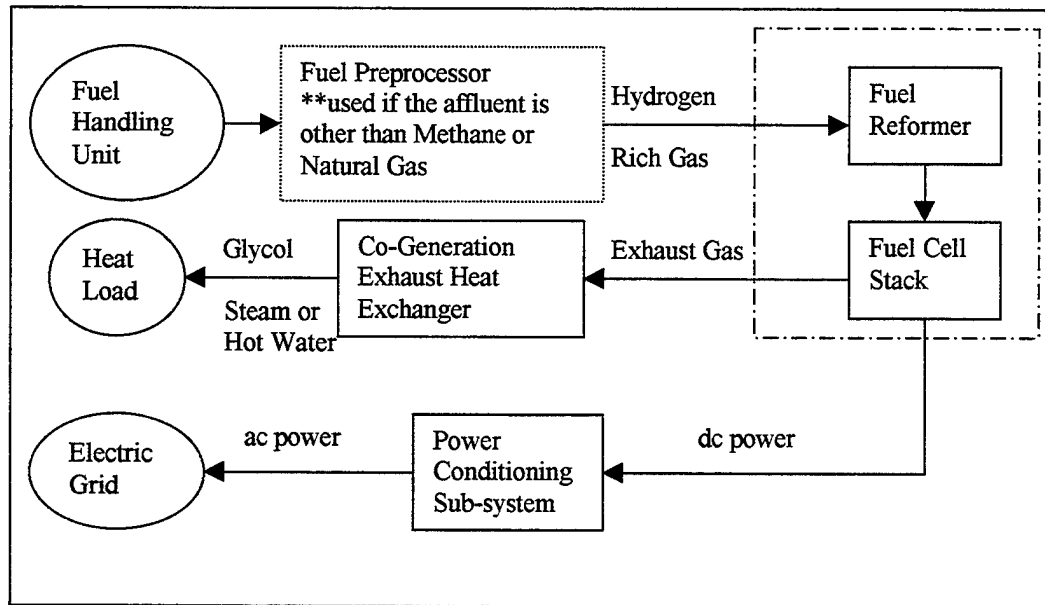 Fuel
Handling
Unit
Fuel Preprocessor
**used if the affluent is
other than Methane or
Natural Gas
Hydrogen
Rich Gas
Fuel
Reformer
Heat
Load
Glycol
Steam or
Hot Water
Co-Generation
Exhaust Heat
Exchanger
Exhaust Gas
Fuel Cell
Stack
Electric
Grid
ac power
Power
Conditioning
Sub-system
dc power